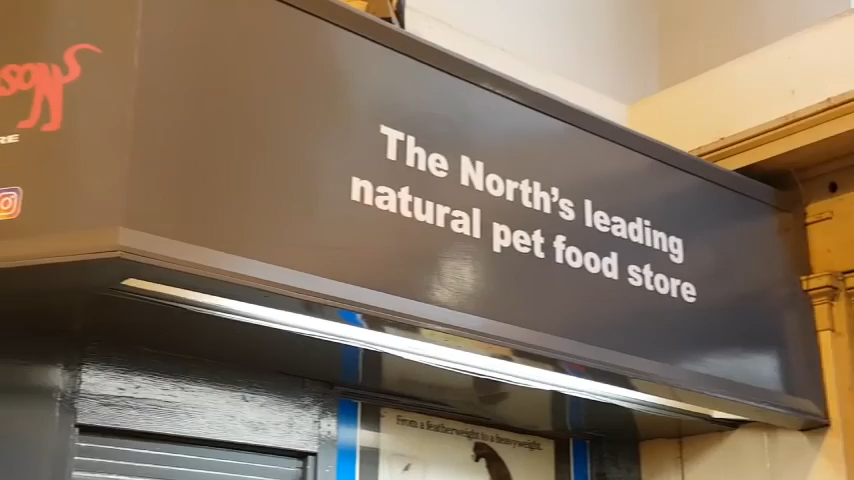 The North's leading
natural pet food store
From a featherweight to a heavyweight.